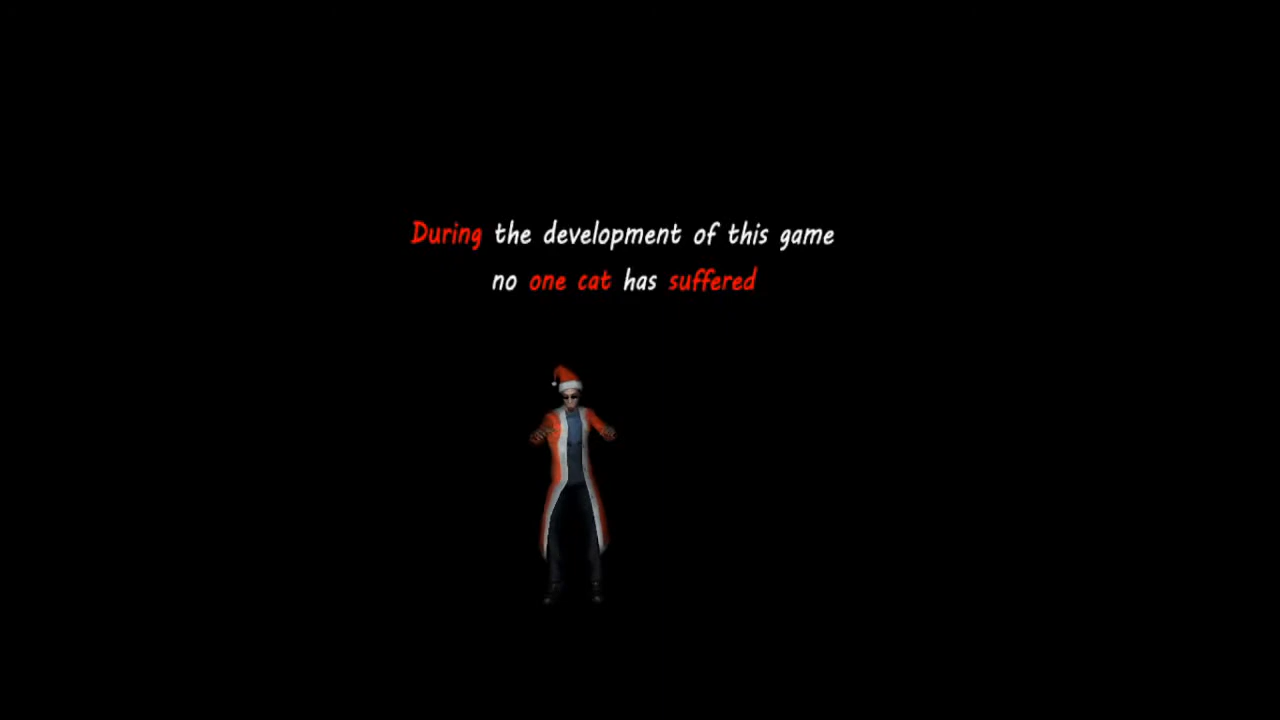 During the development of this game
no one cat has suffered